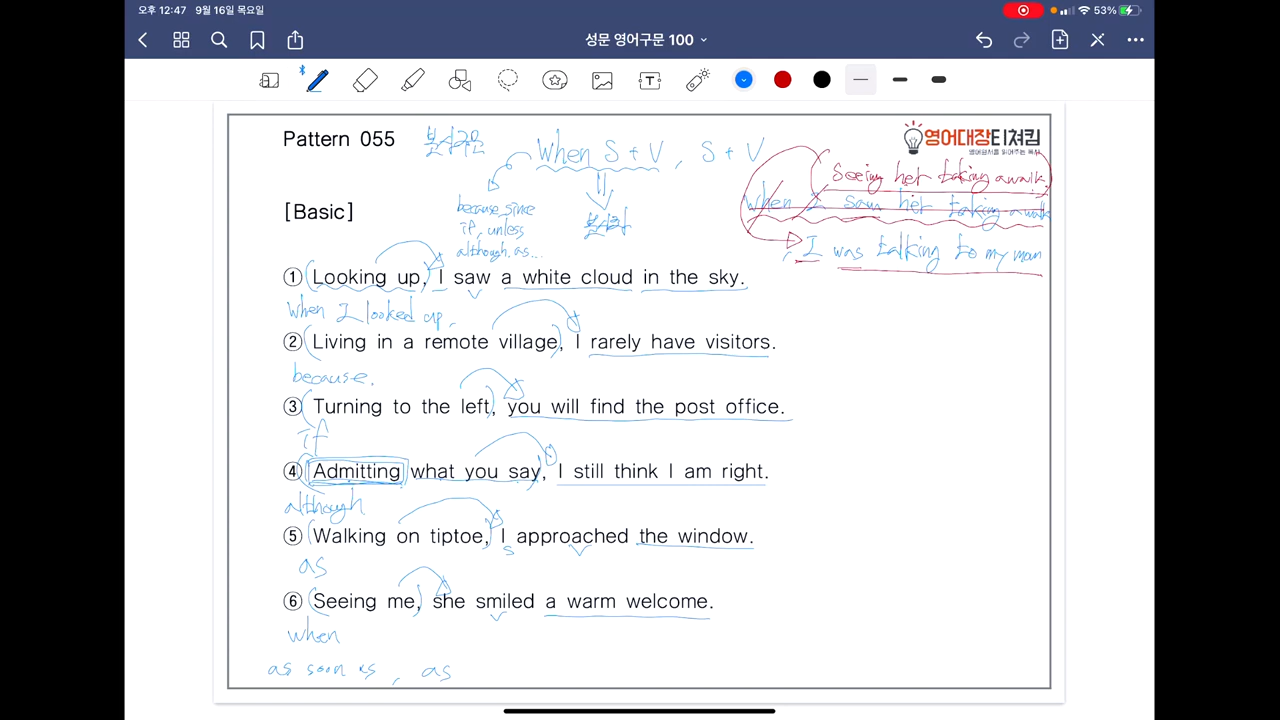 오후 12:47 9월 16일 목요일
53%
성문 영어구문 100
Pattern 055 분사구문 When S + V , S + V
영어대장티쳐킴
Seeing her taking a walk.
When I saw her taking a walk
because, since
if, unless
although. as...
분사구
[Basic]
, I was talking to my mom
① Looking up, I saw a white cloud in the sky.
when I looked up,
② Living in a remote village, I rarely have visitors.
because.
③ Turning to the left, you will find the post office.
if
④ Admitting what you say, I still think I am right.
although
⑤ Walking on tiptoe, I approached the window.
s
as
⑥ Seeing me, she smiled a warm welcome.
when
as soon as , as